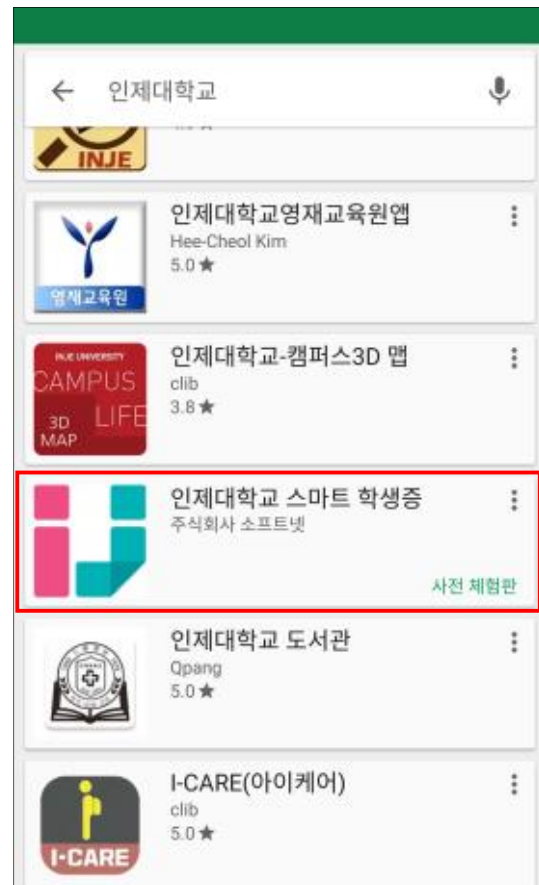 인제대학교
INJE
인제대학교영재교육원앱
Hee-Cheol Kim
5.0 ★
영재교육원
인제대학교-캠퍼스3D 맵
clib
3.8 ★
INJE UNIVERSITY
CAMPUS
3D LIFE
MAP
인제대학교 스마트 학생증
주식회사 소프트넷
사전 체험판
인제대학교 도서관
Qpang
5.0 ★
I-CARE(아이케어)
clib
5.0 ★
I-CARE